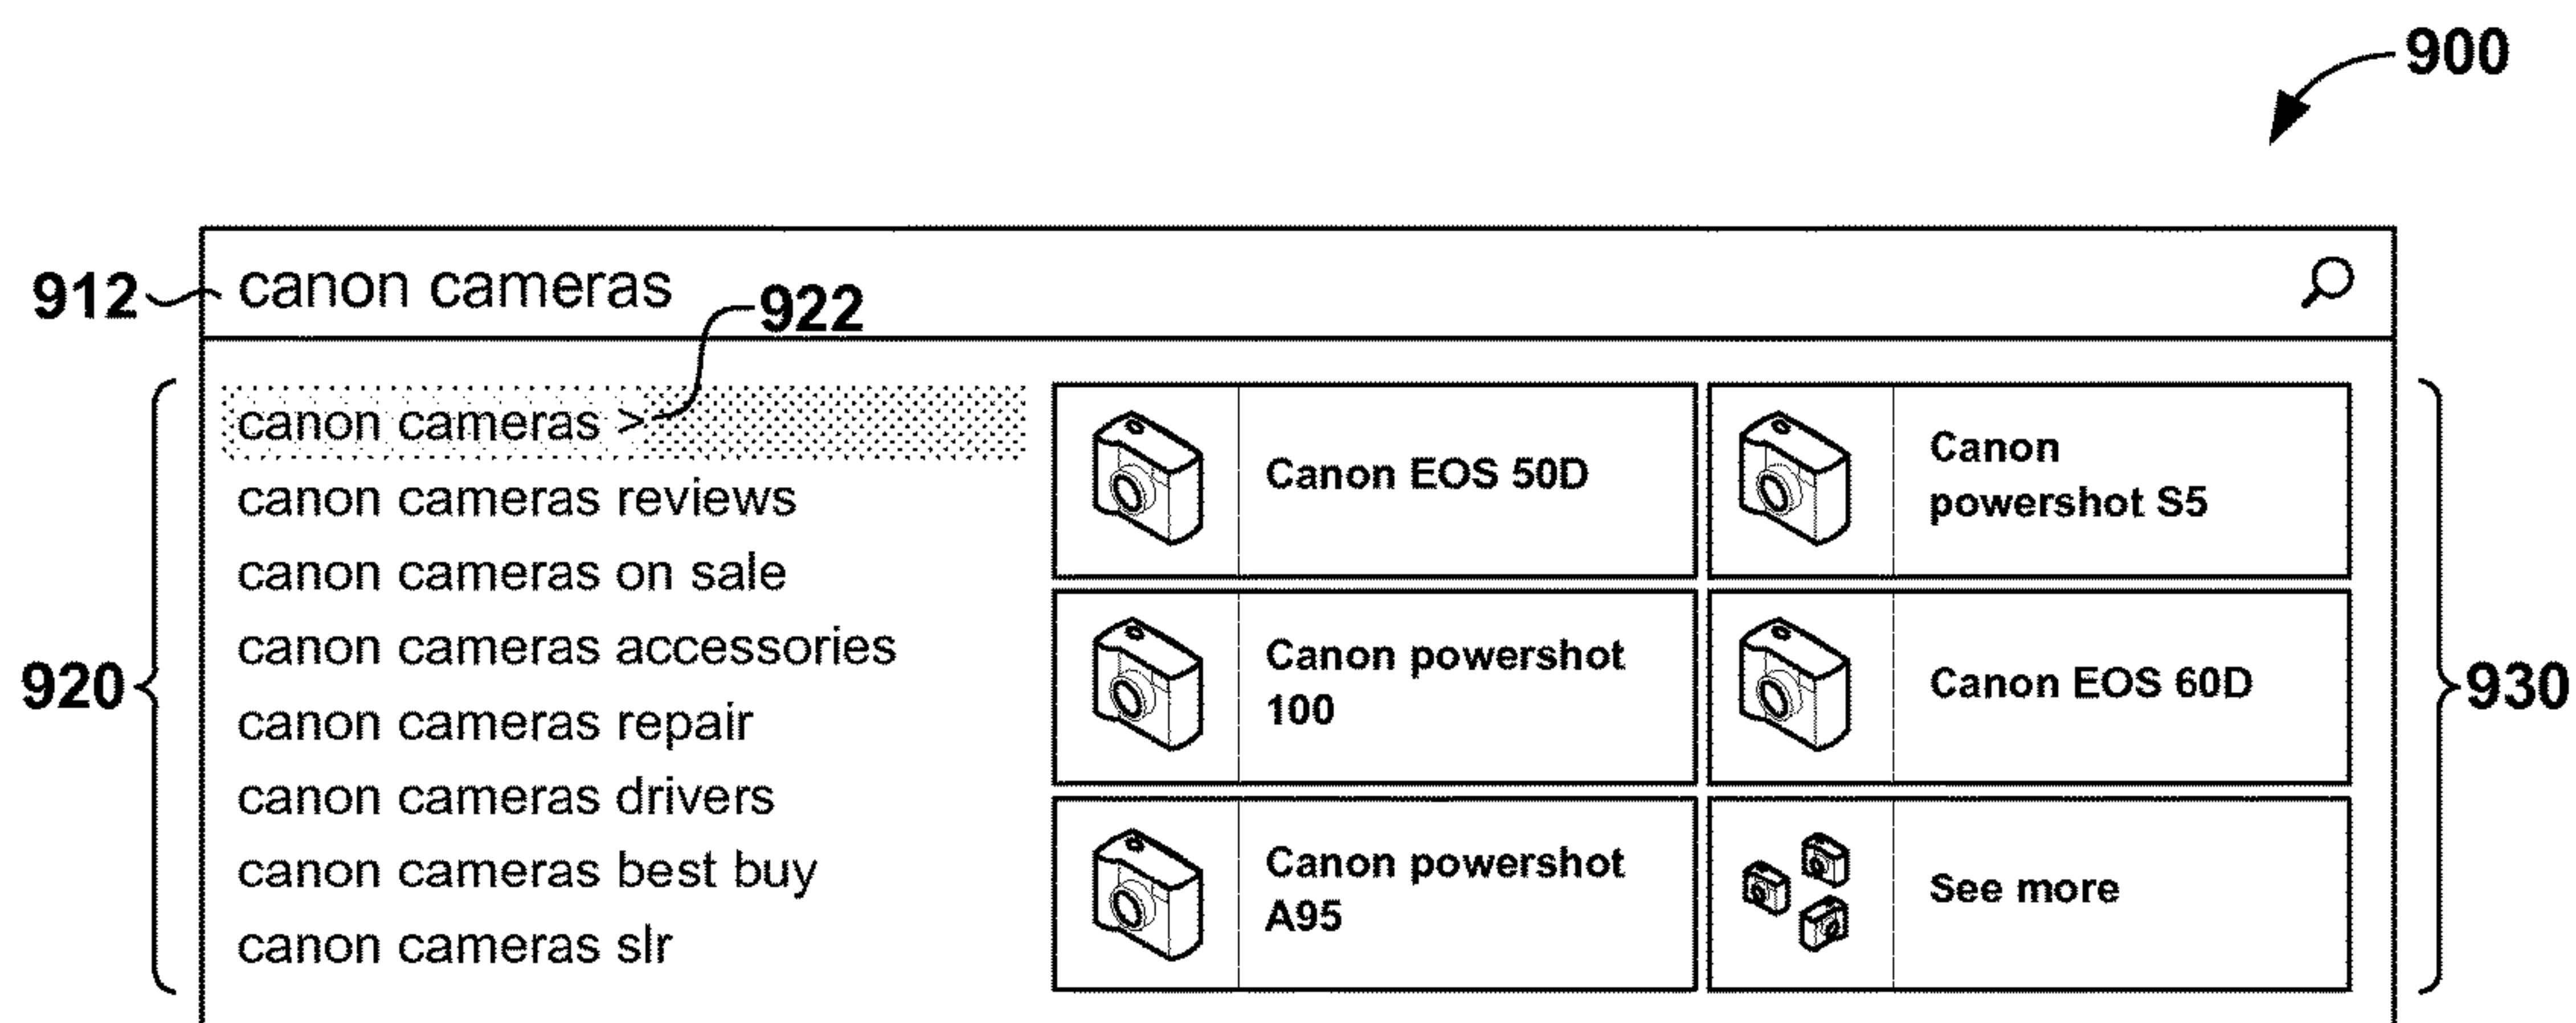 900
912
canon cameras
922
920
canon cameras >
canon cameras reviews
canon cameras on sale
canon cameras accessories
canon cameras repair
canon cameras drivers
canon cameras best buy
canon cameras slr
Canon EOS 50D
Canon
powershot S5
Canon powershot
100
Canon EOS 60D
Canon powershot
A95
See more
930